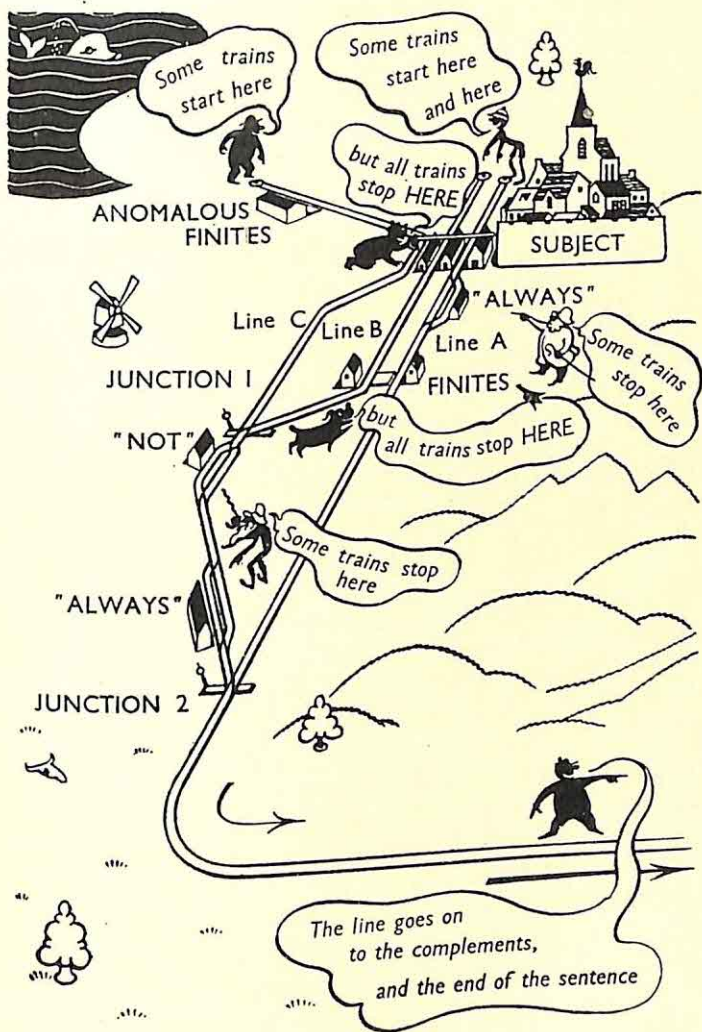 Some trains
start here
Some trains
start here
and here
but all trains
stop HERE
ANOMALOUS
FINITES
SUBJECT
"ALWAYS"
Line C
Line B
Line A
FINITES
Some trains
stop here
JUNCTION 1
but
all trains stop HERE
"NOT"
Some trains stop
here
"ALWAYS"
JUNCTION 2
The line goes on
to the complements,
and the end of the sentence